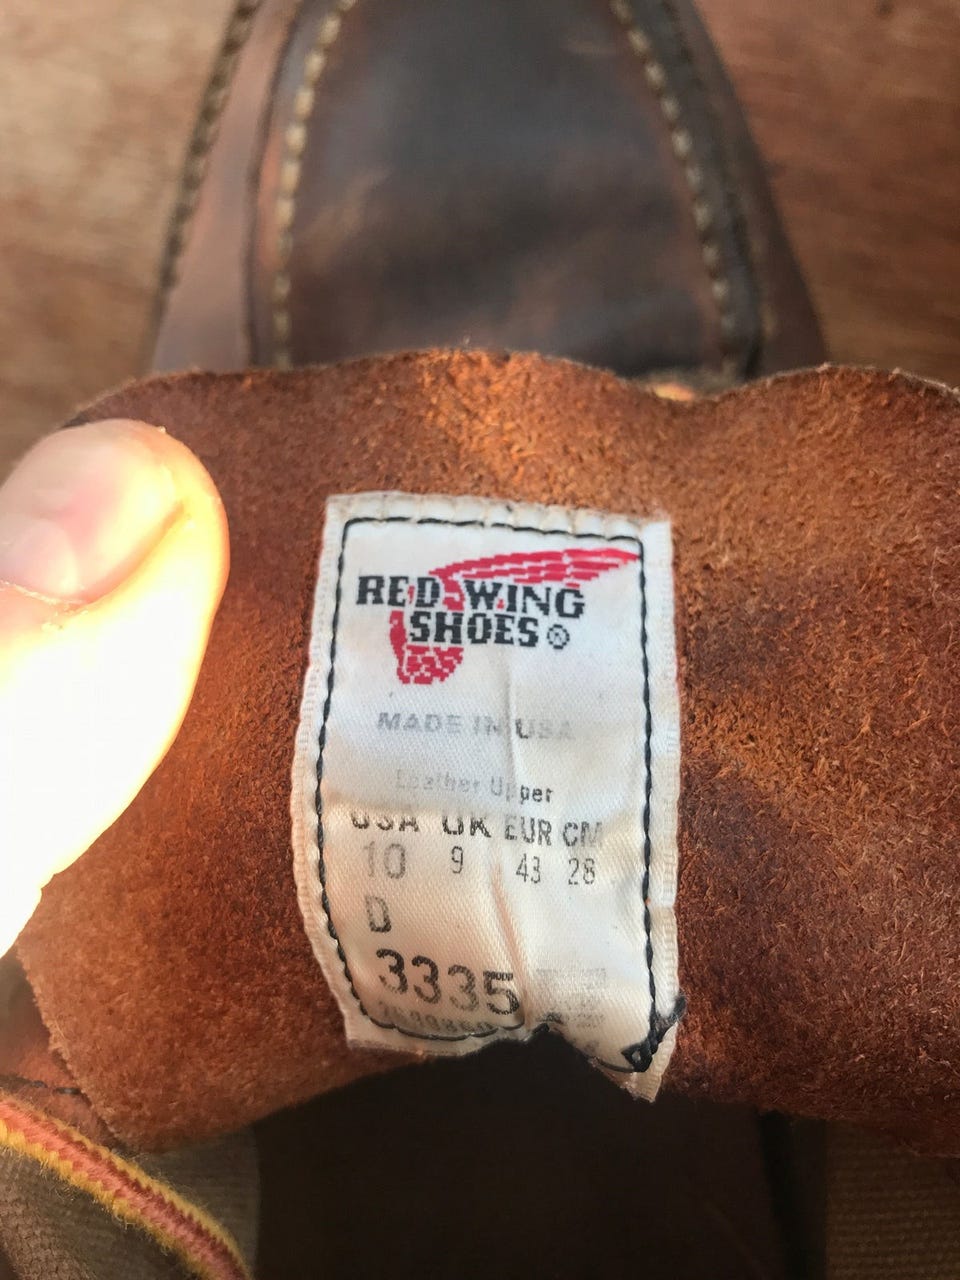 RED WING
SHOES®
MADE IN USA
Leather Upper
USA UK EUR CM
10 9 43 28
D
3335